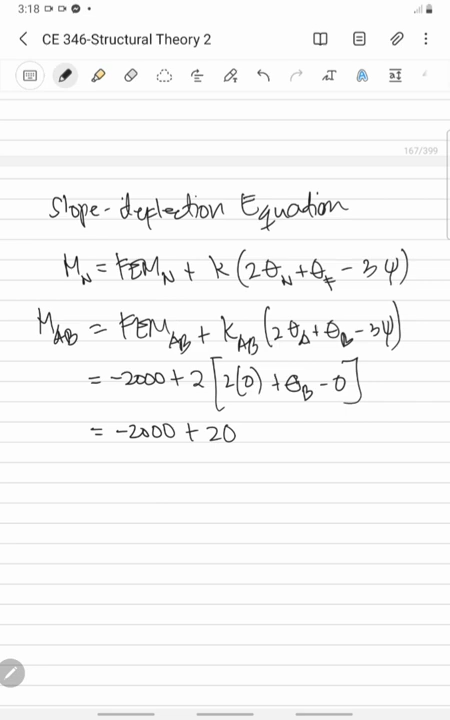 3:18
CE 346-Structural Theory 2
167/399
Slope-deflection Equation
M_N = FEM_N + K (2θ_N + θ_F - 3ψ)
M_AB = FEM_AB + K_AB (2θ_A + θ_B - 3ψ)
= -2000 + 2 [2(0) + θ_B - 0]
= -2000 + 20